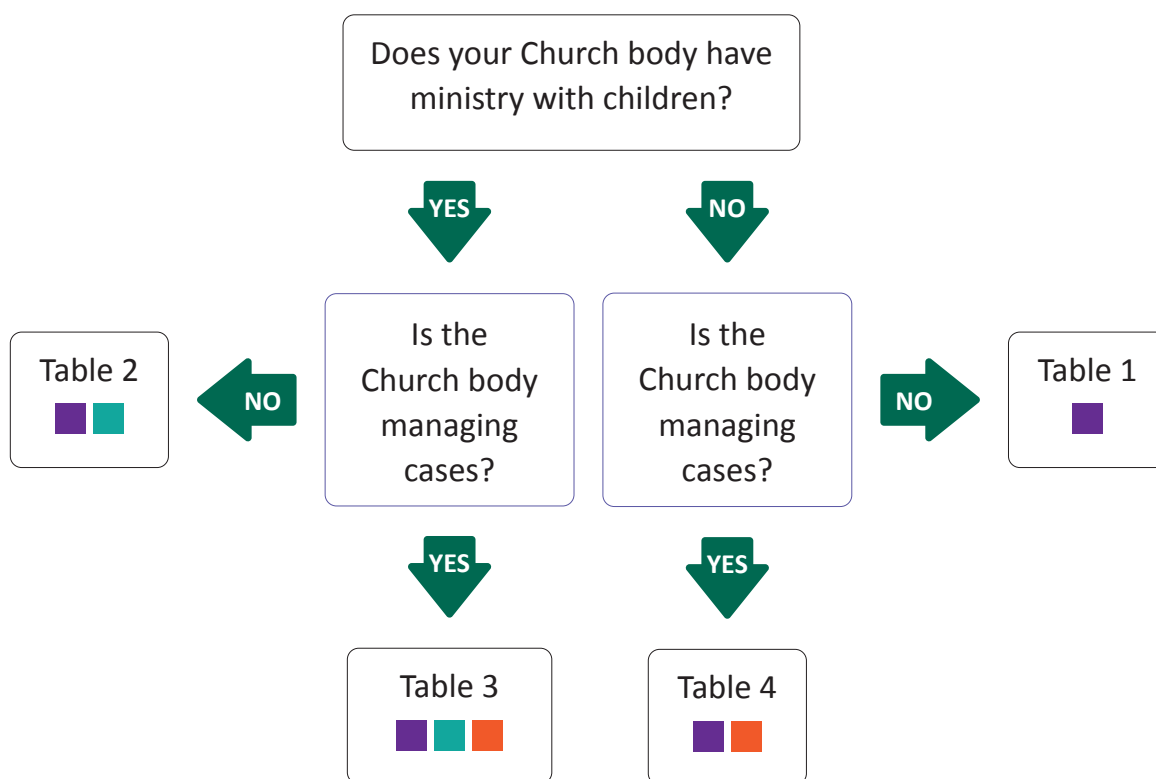 Does your Church body have
ministry with children?
YES
NO
Is the
Church body
managing
cases?
Is the
Church body
managing
cases?
Table 2
NO
NO
Table 1
YES
YES
Table 3
Table 4